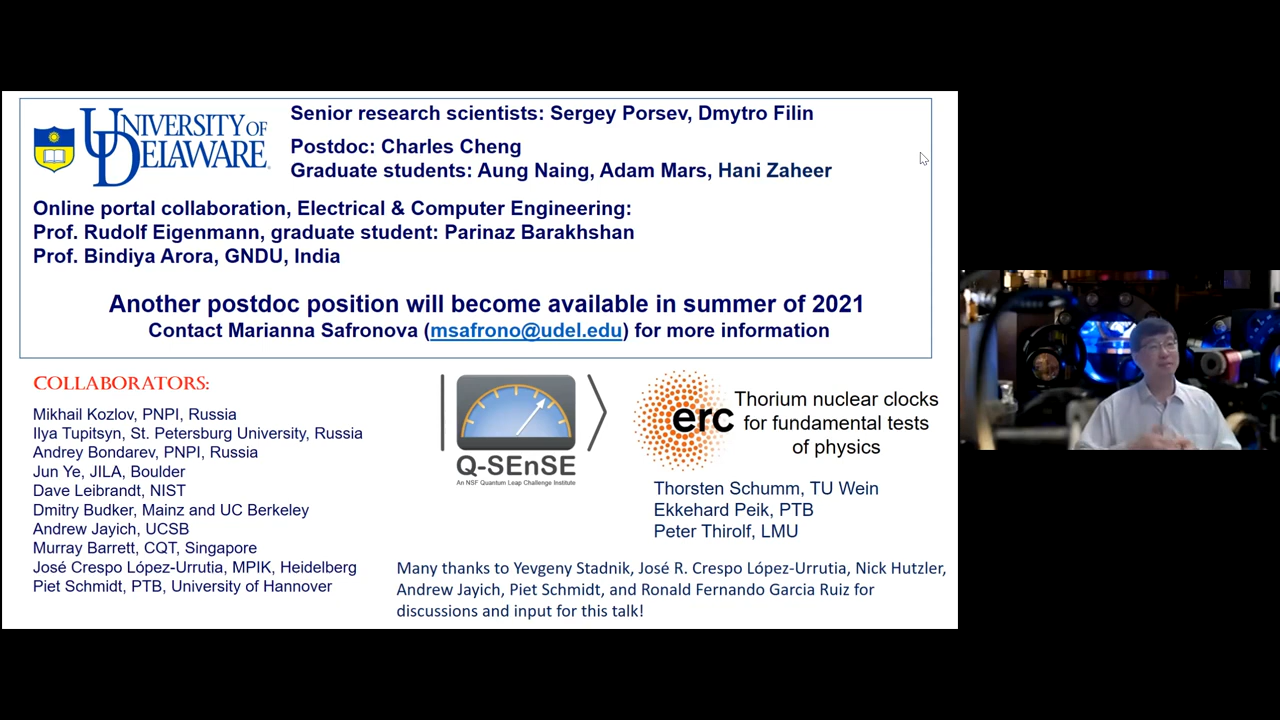 UNIVERSITY OF
DELAWARE.
Senior research scientists: Sergey Porsev, Dmytro Filin
Postdoc: Charles Cheng
Graduate students: Aung Naing, Adam Mars, Hani Zaheer
Online portal collaboration, Electrical & Computer Engineering:
Prof. Rudolf Eigenmann, graduate student: Parinaz Barakhshan
Prof. Bindiya Arora, GNDU, India
Another postdoc position will become available in summer of 2021
Contact Marianna Safronova (msafrono@udel.edu) for more information
COLLABORATORS:
Mikhail Kozlov, PNPI, Russia
Ilya Tupitsyn, St. Petersburg University, Russia
Andrey Bondarev, PNPI, Russia
Jun Ye, JILA, Boulder
Dave Leibrandt, NIST
Dmitry Budker, Mainz and UC Berkeley
Andrew Jayich, UCSB
Murray Barrett, CQT, Singapore
José Crespo López-Urrutia, MPIK, Heidelberg
Piet Schmidt, PTB, University of Hannover
Q-SEnSE
An NSF Quantum Leap Challenge Institute
erc
Thorium nuclear clocks
for fundamental tests
of physics
Thorsten Schumm, TU Wein
Ekkehard Peik, PTB
Peter Thirolf, LMU
Many thanks to Yevgeny Stadnik, José R. Crespo López-Urrutia, Nick Hutzler,
Andrew Jayich, Piet Schmidt, and Ronald Fernando Garcia Ruiz for
discussions and input for this talk!